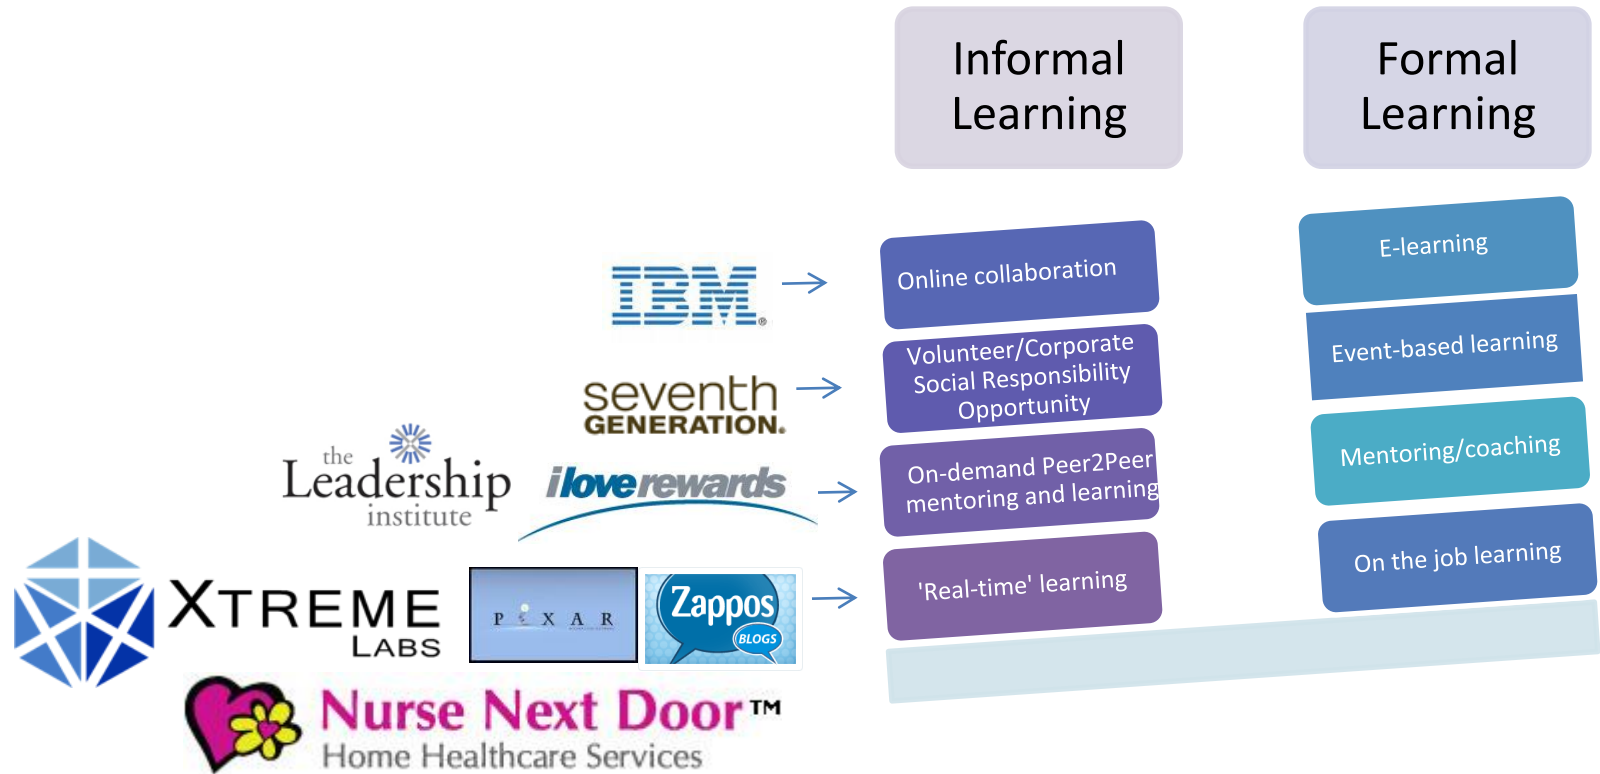 Informal
Learning
Formal
Learning
IBM®
Online collaboration
E-learning
seventh
GENERATION.
Volunteer/Corporate
Social Responsibility
Opportunity
Event-based learning
the
Leadership
institute
iloverewards
On-demand Peer2Peer
mentoring and learning
Mentoring/coaching
XTREME
LABS
PIXAR
Zappos
BLOGS
'Real-time' learning
On the job learning
Nurse Next Door™
Home Healthcare Services